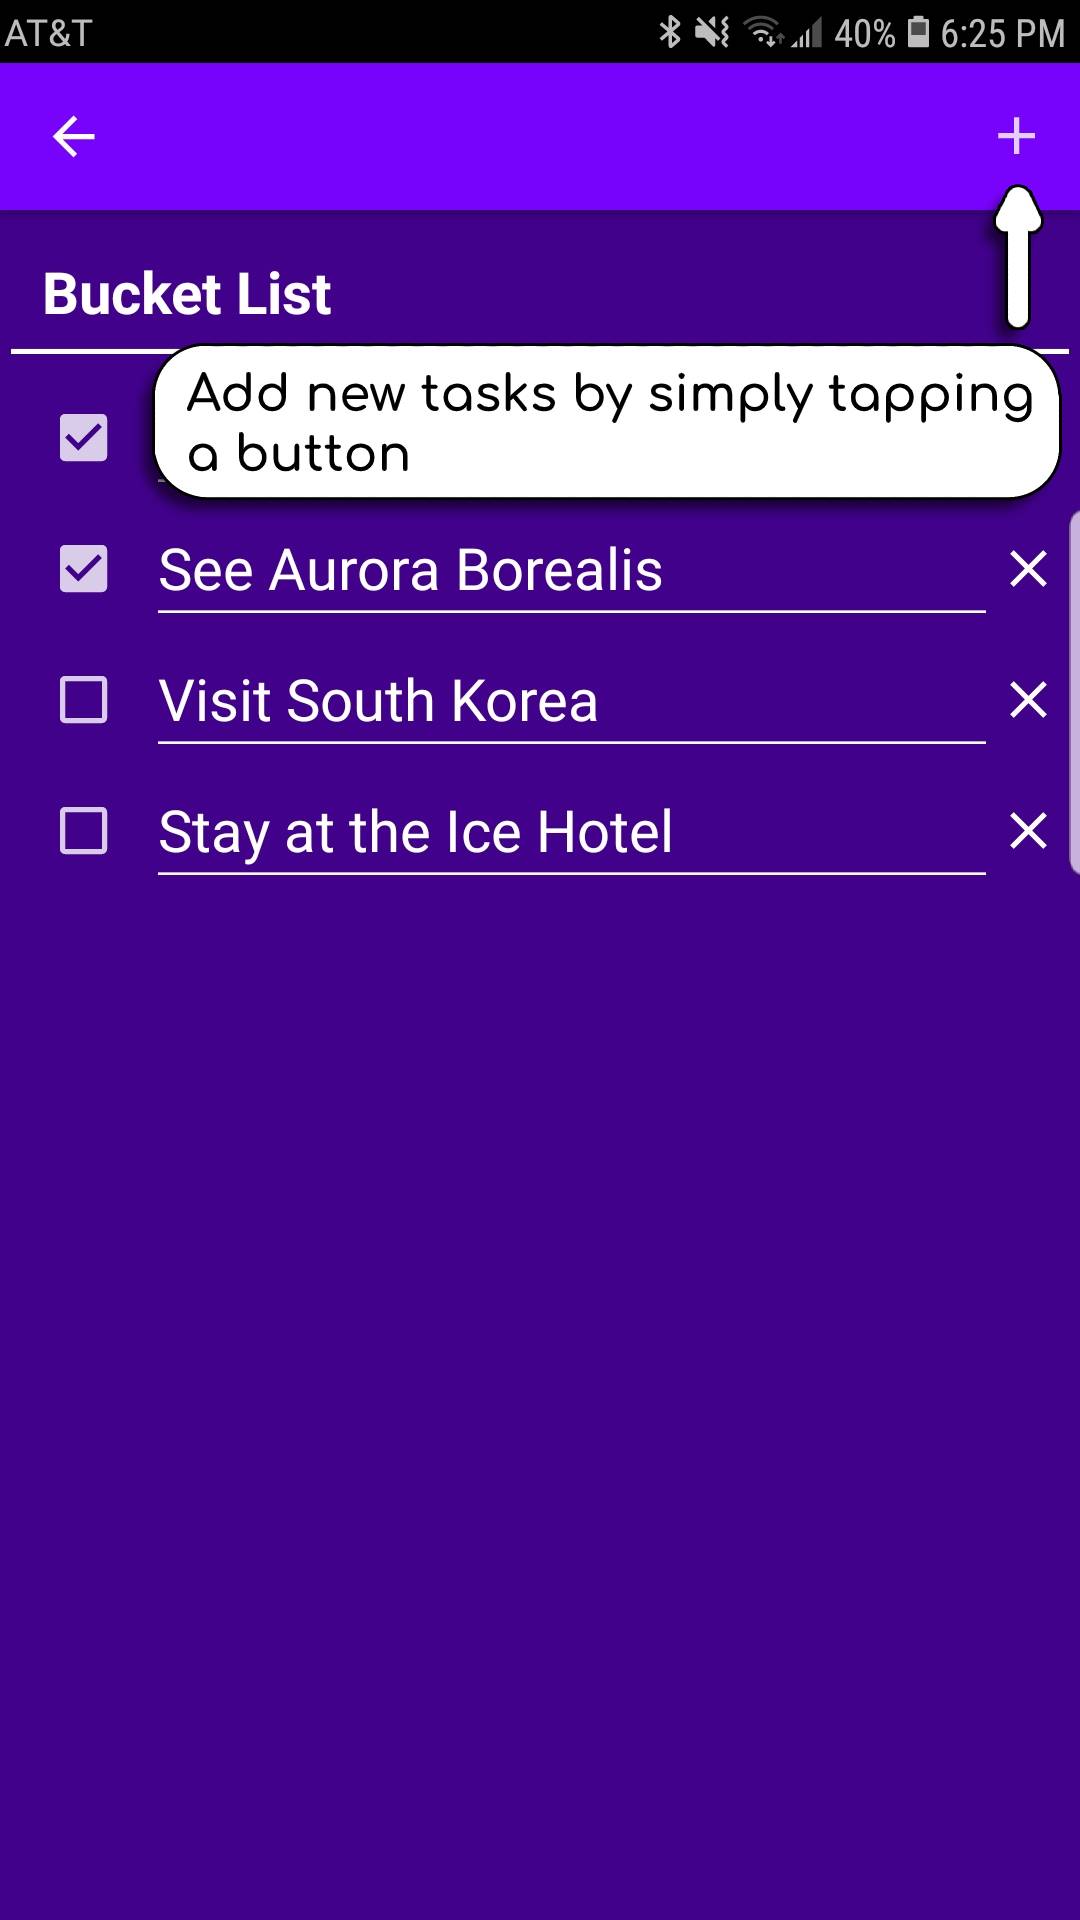 AT&T 40% 6:25 PM
Bucket List
Add new tasks by simply tapping
a button
See Aurora Borealis
Visit South Korea
Stay at the Ice Hotel